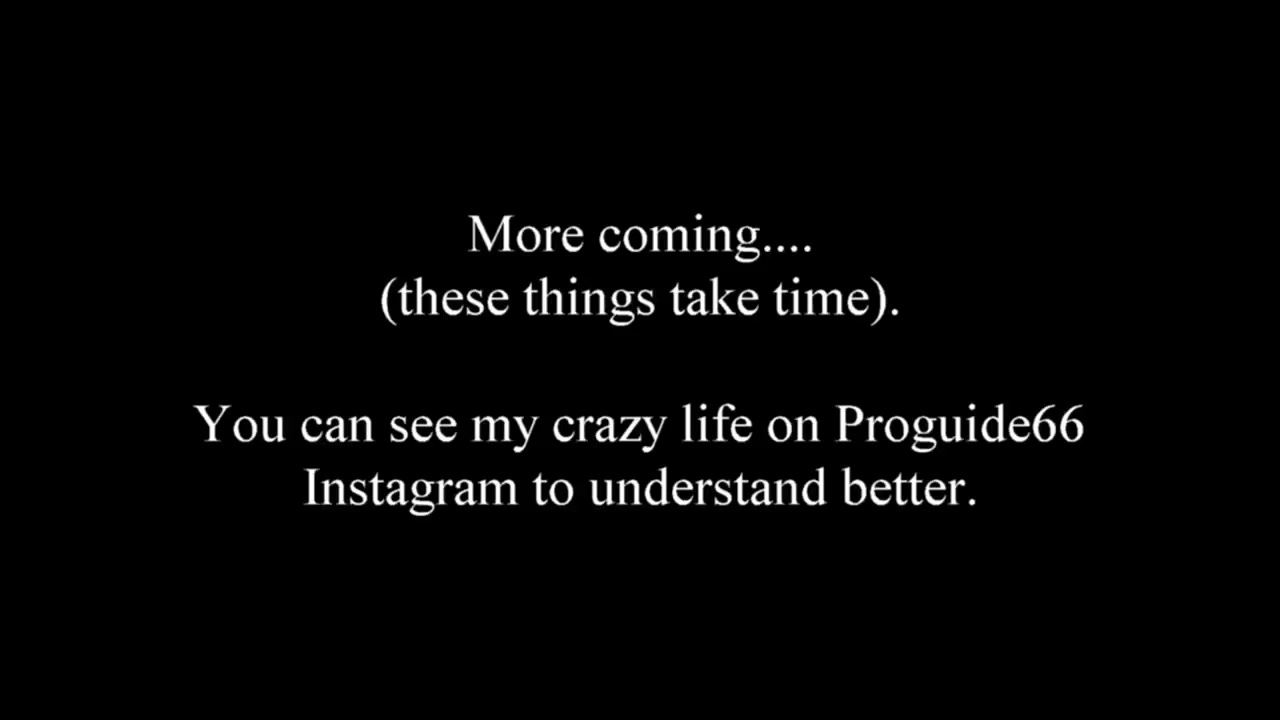 More coming....
(these things take time).
You can see my crazy life on Proguide66
Instagram to understand better.